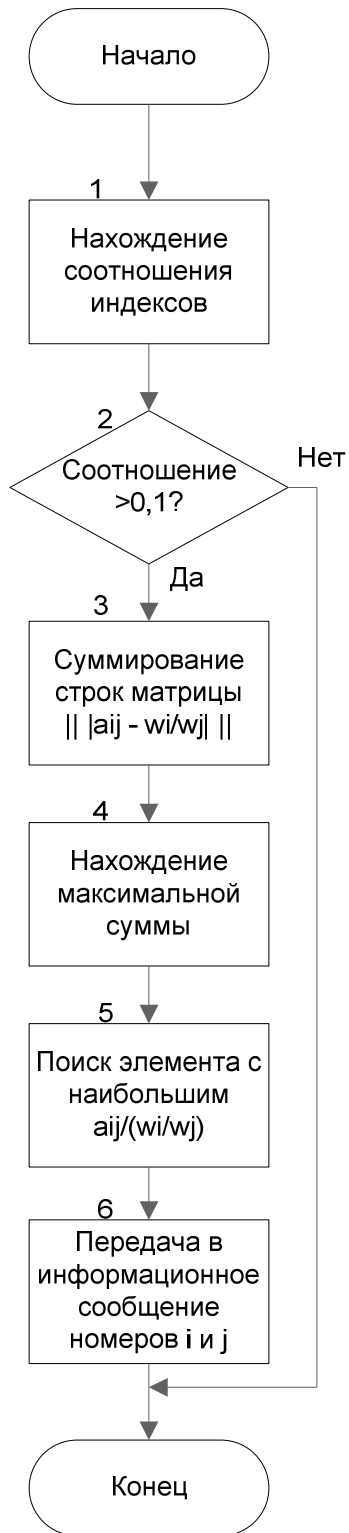 Начало
1
Нахождение
соотношения
индексов
2
Соотношение
>0,1?
Нет
Да
3
Суммирование
строк матрицы
|| |aij - wi/wj| ||
4
Нахождение
максимальной
суммы
5
Поиск элемента с
наибольшим
aij/(wi/wj)
6
Передача в
информационное
сообщение
номеров i и j
Конец